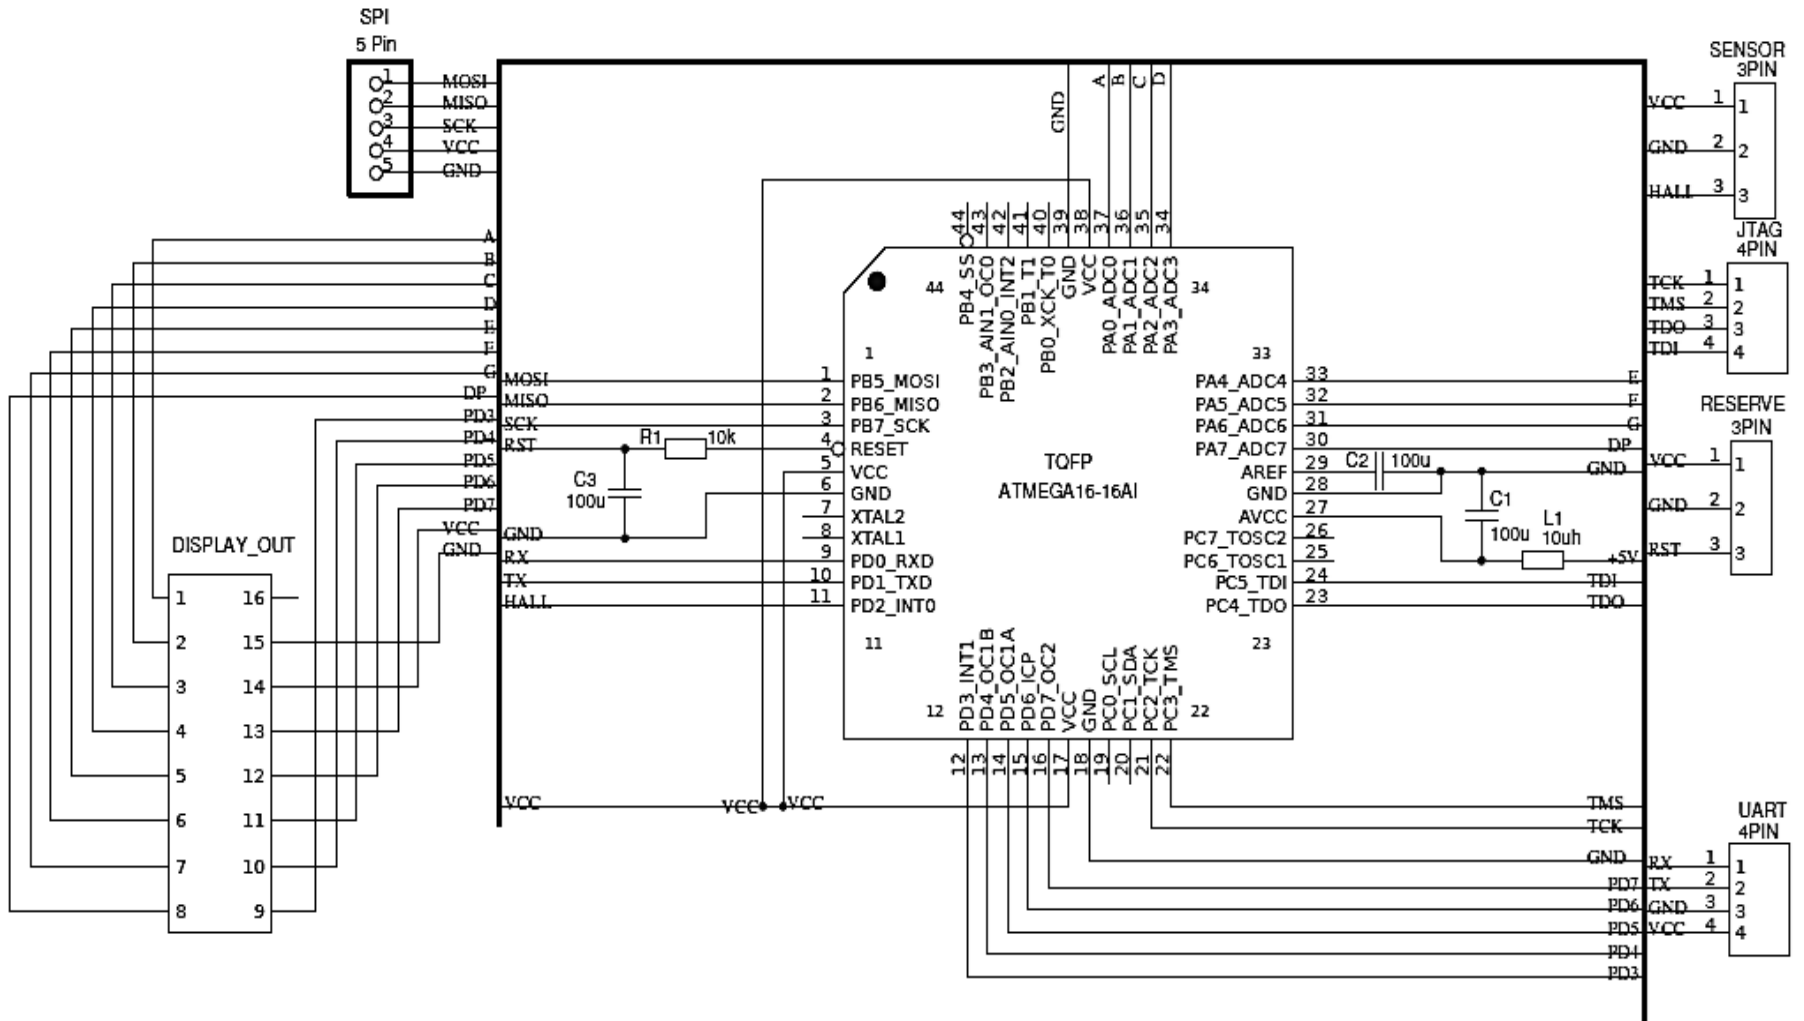 SPI
5 Pin
1 MOSI
2 MISO
3 SCK
4 VCC
5 GND
A
B
C
D
E
F
G
DP
PD3
PD4
PD5
PD6
PD7
VCC
GND
DISPLAY_OUT
1 16
2 15
3 14
4 13
5 12
6 11
7 10
8 9
GND A B C D
44 43 42 41 40 39 38 37 36 35 34
PB4_SS
PB3_AIN1_OC0
PB2_AIN0_INT2
PB1_T1
PB0_XCK_T0
GND
VCC
PA0_ADC0
PA1_ADC1
PA2_ADC2
PA3_ADC3
44 34
1 33
MOSI 1 PB5_MOSI
MISO 2 PB6_MISO
SCK 3 PB7_SCK
RST R1 10k 4 RESET
5 VCC
C3
100u
6 GND
7 XTAL2
GND 8 XTAL1
RX 9 PD0_RXD
TX 10 PD1_TXD
HALL 11 PD2_INT0
TQFP
ATMEGA16-16AI
PA4_ADC4 33 E
PA5_ADC5 32 F
PA6_ADC6 31 G
PA7_ADC7 30 DP
AREF 29 C2 100u GND
GND 28
AVCC 27
C1
100u
L1
10uh
+5V
PC7_TOSC2 26
PC6_TOSC1 25
PC5_TDI 24 TDI
PC4_TDO 23 TDO
11 23
12 22
PD3_INT1
PD4_OC1B
PD5_OC1A
PD6_ICP
PD7_OC2
VCC
GND
PC0_SCL
PC1_SDA
PC2_TCK
PC3_TMS
12 13 14 15 16 17 18 19 20 21 22
VCC VCC VCC
TMS
TCK
GND
PD7
PD6
PD5
PD4
PD3
SENSOR
3PIN
VCC 1 1
GND 2 2
HALL 3 3
JTAG
4PIN
TCK 1 1
TMS 2 2
TDO 3 3
TDI 4 4
RESERVE
3PIN
VCC 1 1
GND 2 2
RST 3 3
UART
4PIN
RX 1 1
TX 2 2
GND 3 3
VCC 4 4